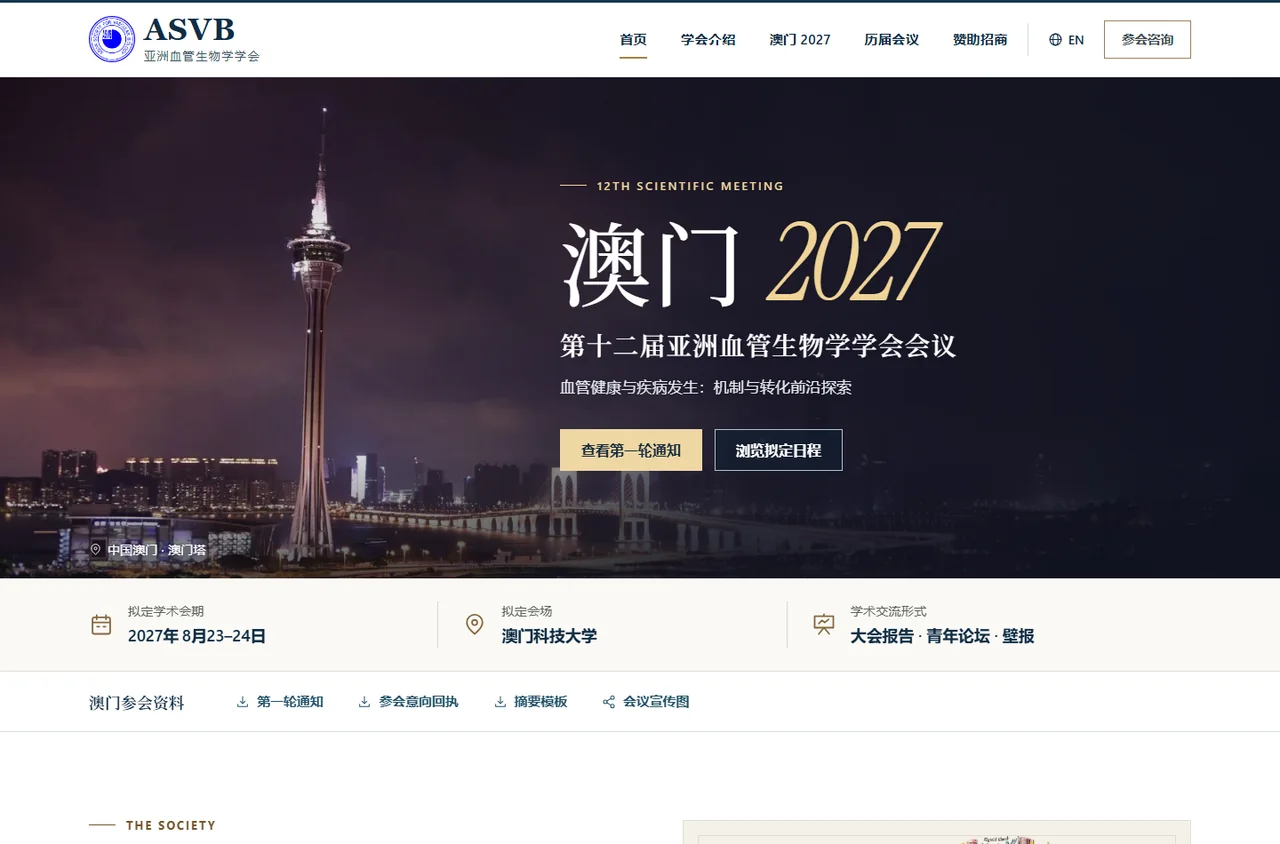 ASVB
亚洲血管生物学学会
首页
学会介绍
澳门 2027
历届会议
赞助招商
EN
参会咨询
12TH SCIENTIFIC MEETING
澳门 2027
第十二届亚洲血管生物学学会会议
血管健康与疾病发生：机制与转化前沿探索
查看第一轮通知
浏览拟定日程
中国澳门 · 澳门塔
拟定学术会期
2027年 8月23–24日
拟定会场
澳门科技大学
学术交流形式
大会报告 · 青年论坛 · 壁报
澳门参会资料
第一轮通知
参会意向回执
摘要模板
会议宣传图
THE SOCIETY